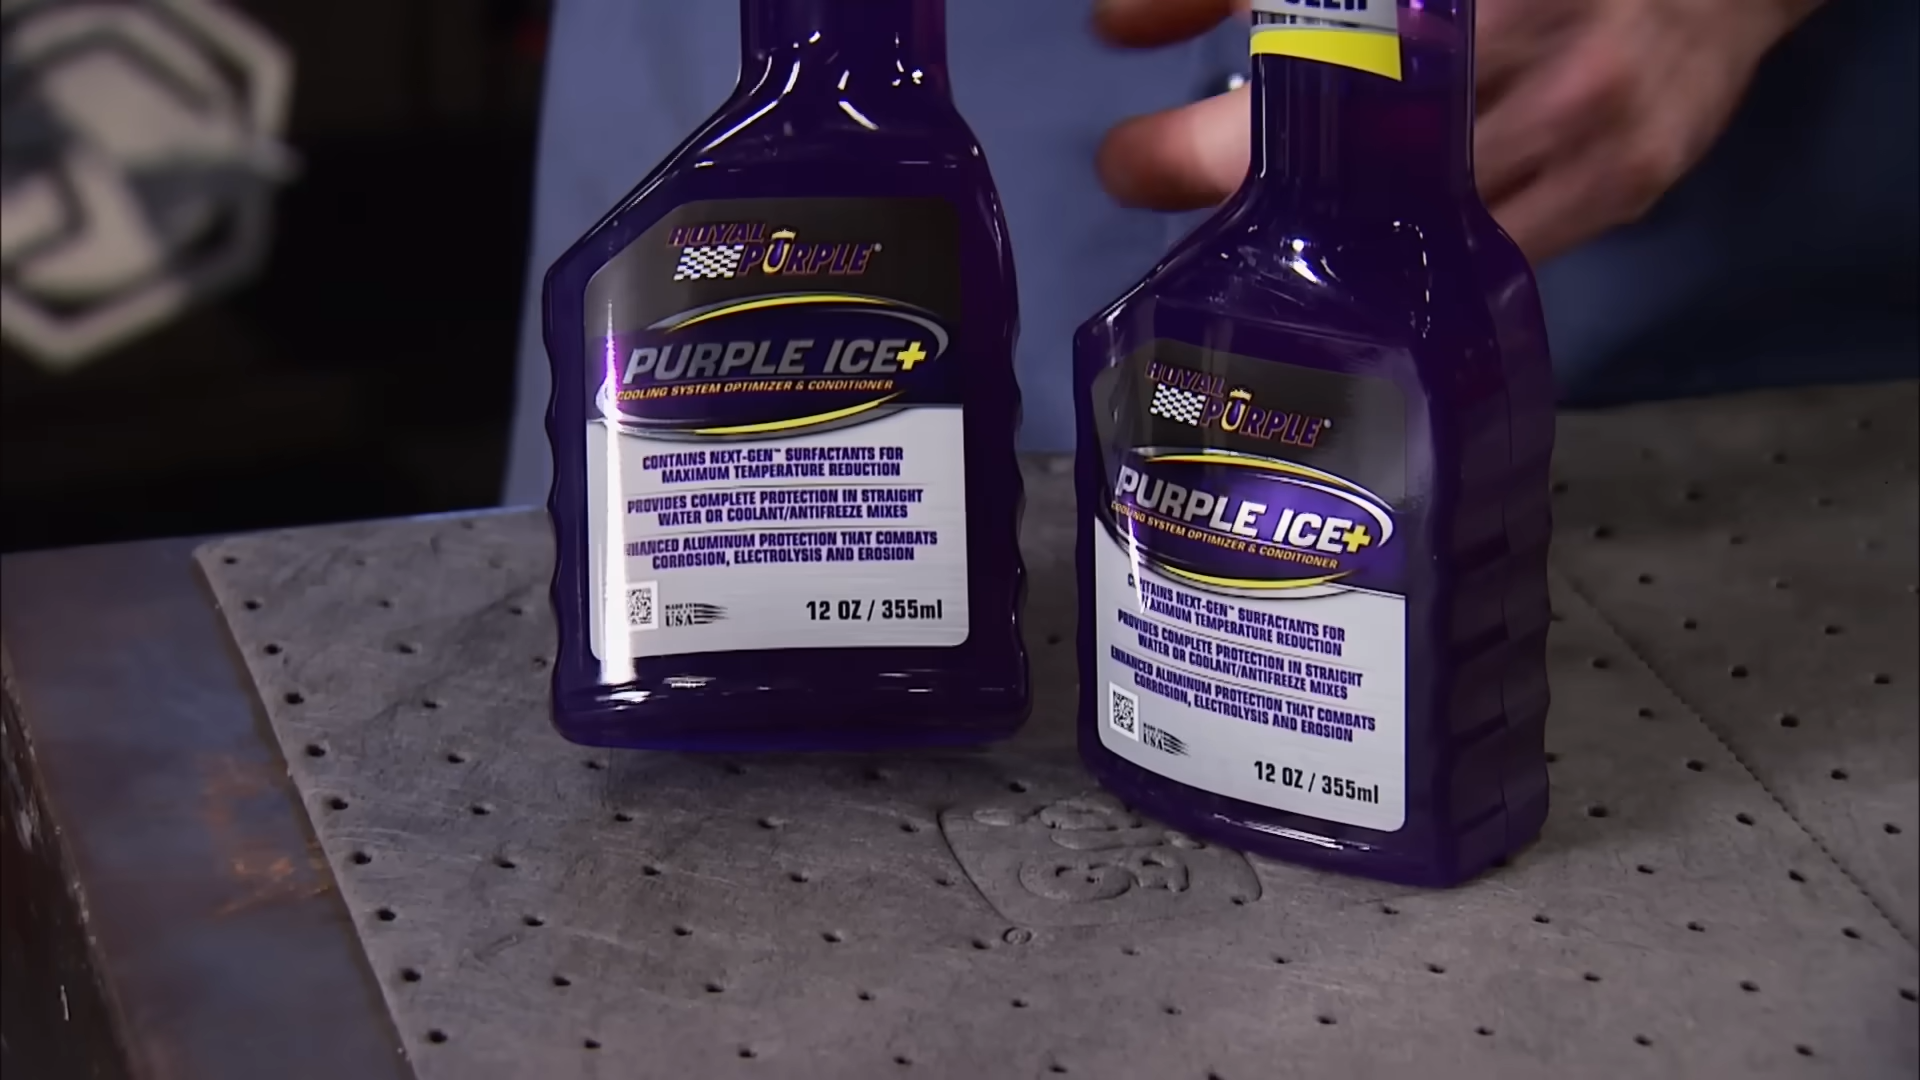 ROYAL
PURPLE®
PURPLE ICE+
COOLING SYSTEM OPTIMIZER & CONDITIONER
CONTAINS NEXT-GEN™ SURFACTANTS FOR
MAXIMUM TEMPERATURE REDUCTION
PROVIDES COMPLETE PROTECTION IN STRAIGHT
WATER OR COOLANT/ANTIFREEZE MIXES
ENHANCED ALUMINUM PROTECTION THAT COMBATS
CORROSION, ELECTROLYSIS AND EROSION
MADE IN
USA
12 OZ / 355ml
ROYAL
PURPLE®
PURPLE ICE+
COOLING SYSTEM OPTIMIZER & CONDITIONER
CONTAINS NEXT-GEN™ SURFACTANTS FOR
MAXIMUM TEMPERATURE REDUCTION
PROVIDES COMPLETE PROTECTION IN STRAIGHT
WATER OR COOLANT/ANTIFREEZE MIXES
ENHANCED ALUMINUM PROTECTION THAT COMBATS
CORROSION, ELECTROLYSIS AND EROSION
MADE IN
USA
12 OZ / 355ml